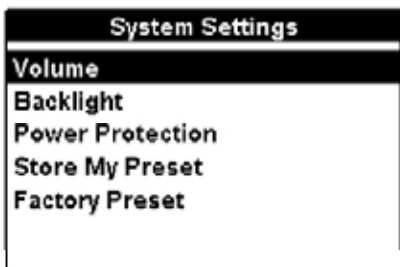 System Settings
Volume
Backlight
Power Protection
Store My Preset
Factory Preset